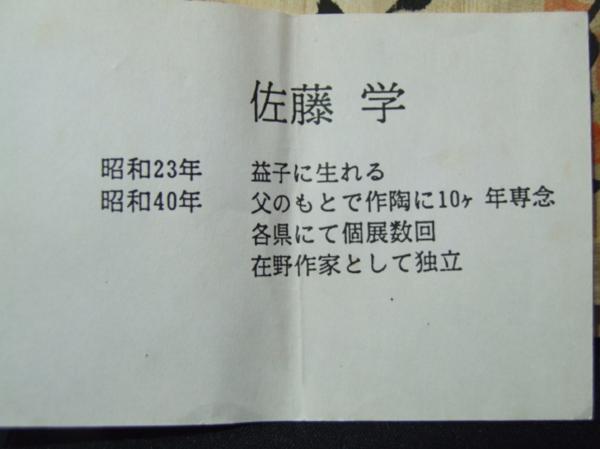 佐藤 学
昭和23年 益子に生れる
昭和40年 父のもとで作陶に10ヶ年専念
各県にて個展数回
在野作家として独立